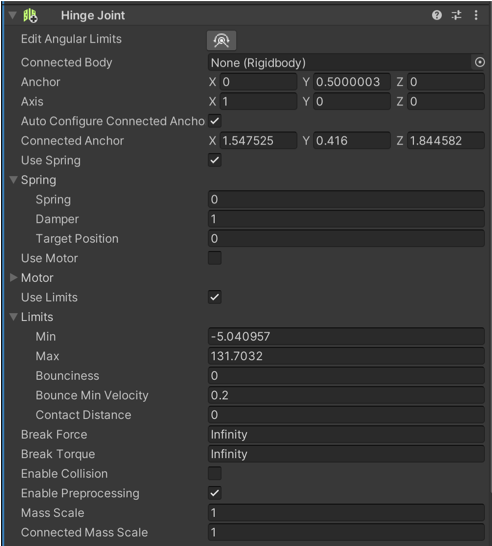 Hinge Joint
Edit Angular Limits
Connected Body None (Rigidbody)
Anchor X 0 Y 0.5000003 Z 0
Axis X 1 Y 0 Z 0
Auto Configure Connected Ancho
Connected Anchor X 1.547525 Y 0.416 Z 1.844582
Use Spring
Spring
Spring 0
Damper 1
Target Position 0
Use Motor
Motor
Use Limits
Limits
Min -5.040957
Max 131.7032
Bounciness 0
Bounce Min Velocity 0.2
Contact Distance 0
Break Force Infinity
Break Torque Infinity
Enable Collision
Enable Preprocessing
Mass Scale 1
Connected Mass Scale 1